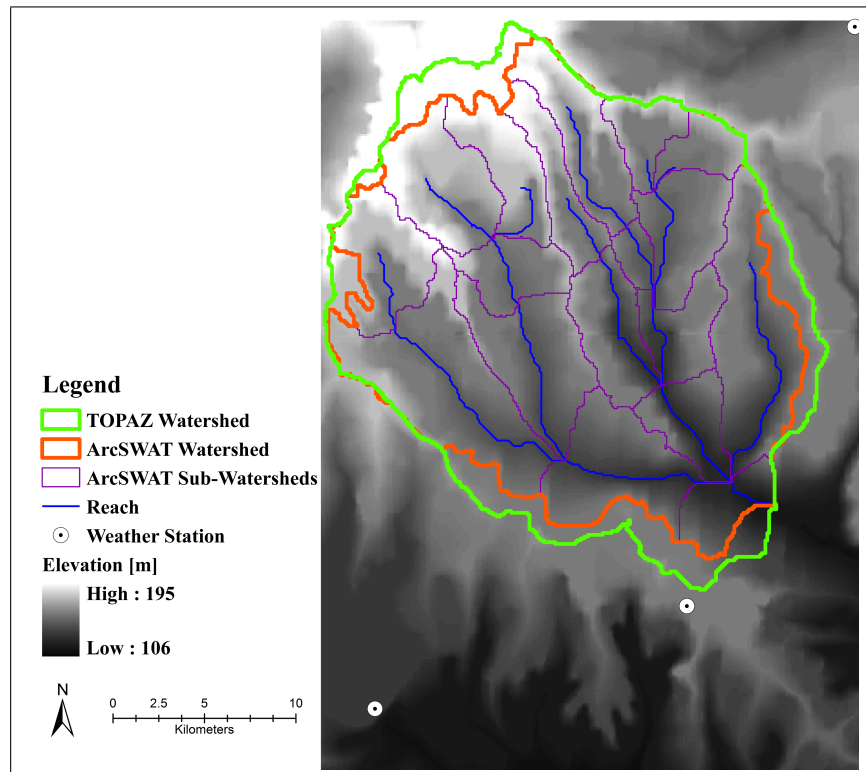 Legend
TOPAZ Watershed
ArcSWAT Watershed
ArcSWAT Sub-Watersheds
Reach
Weather Station
Elevation [m]
High : 195
Low : 106
N
0 2.5 5 10
Kilometers